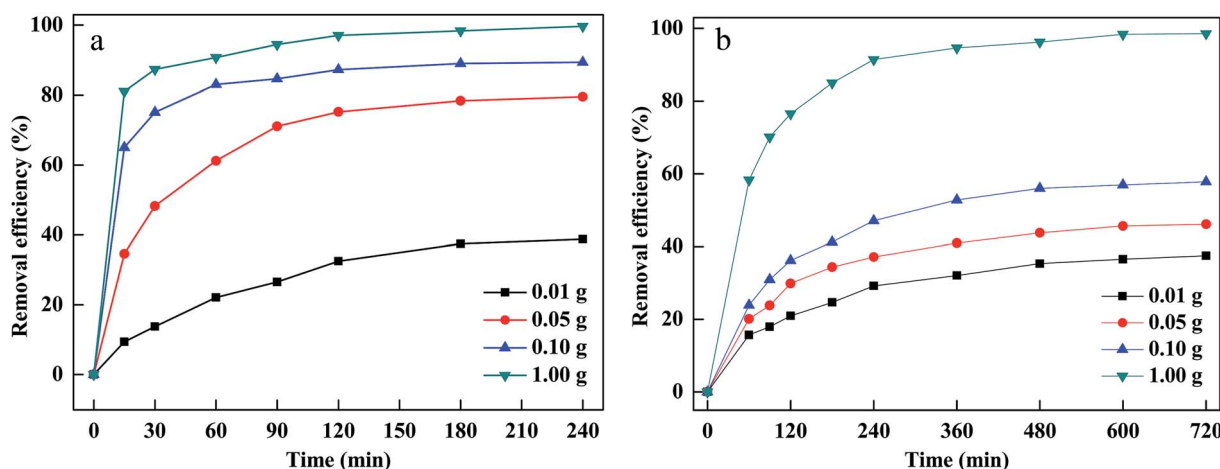 a
Removal efficiency (%)
100
80
60
40
20
0
0.01 g
0.05 g
0.10 g
1.00 g
0 30 60 90 120 150 180 210 240
Time (min)
b
Removal efficiency (%)
100
80
60
40
20
0
0.01 g
0.05 g
0.10 g
1.00 g
0 120 240 360 480 600 720
Time (min)